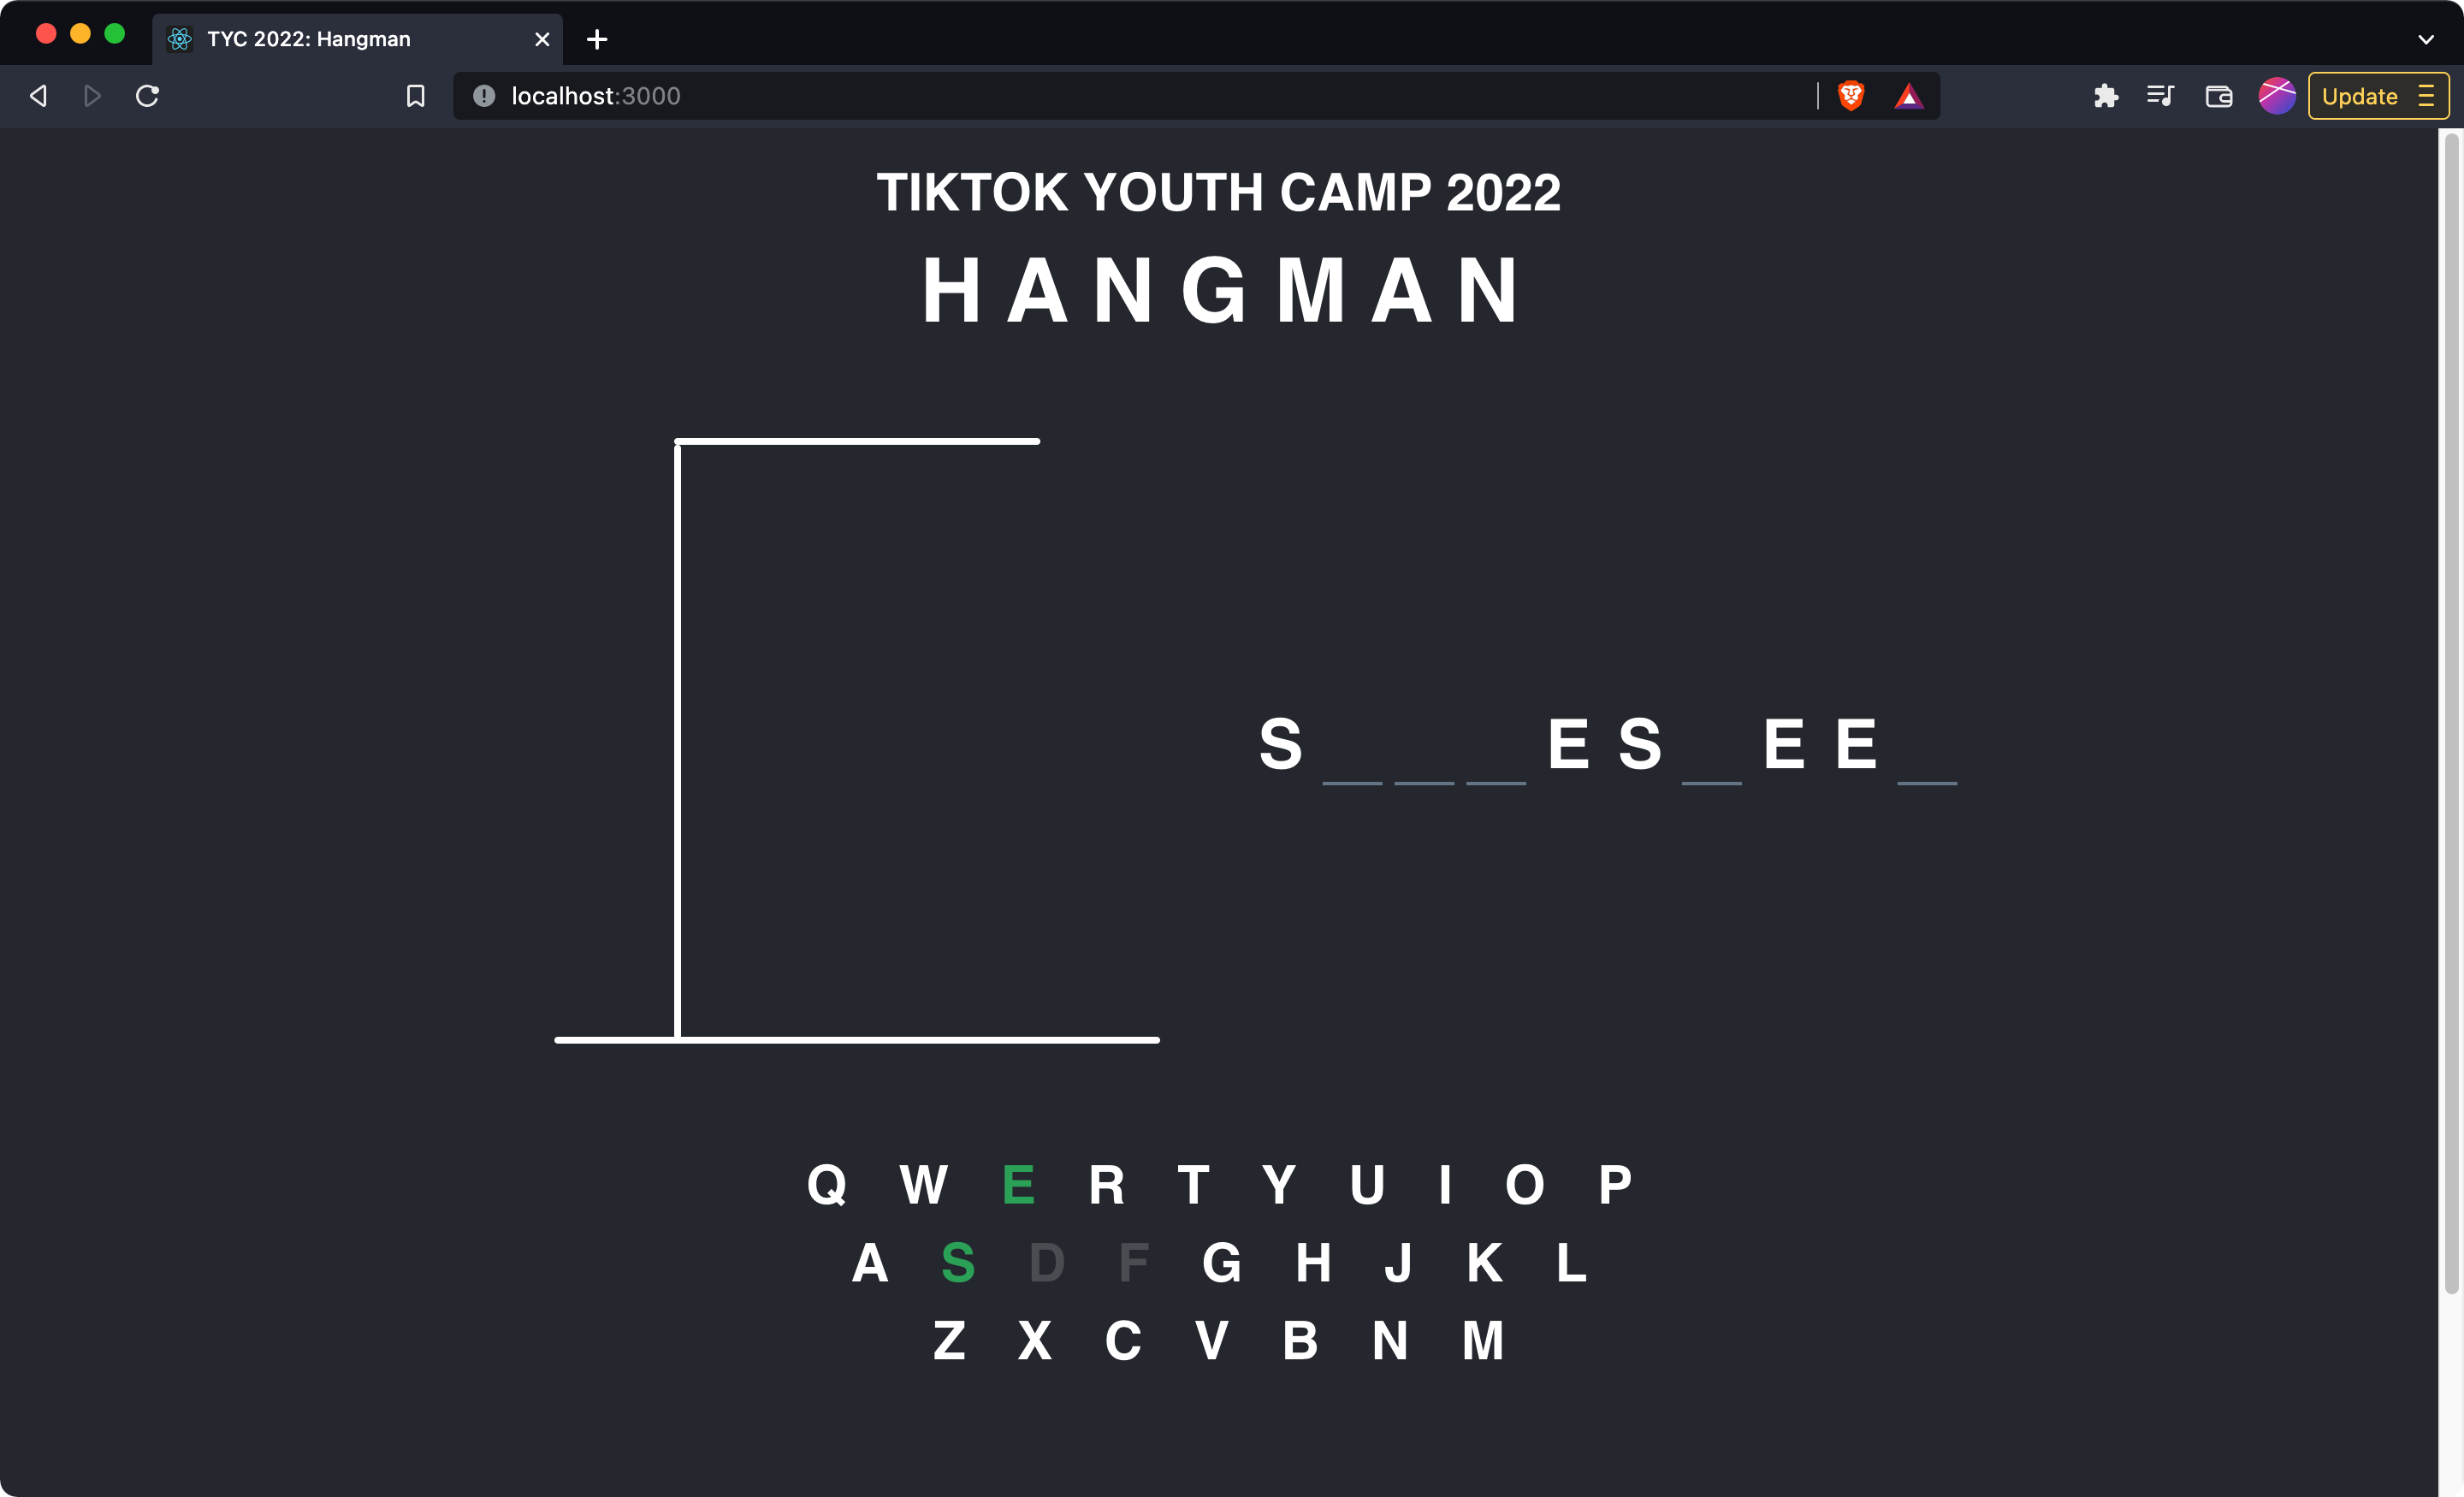 TYC 2022: Hangman
localhost:3000
Update
TIKTOK YOUTH CAMP 2022
HANGMAN
S _ _ _ E S _ E E _
Q W E R T Y U I O P
A S D F G H J K L
Z X C V B N M